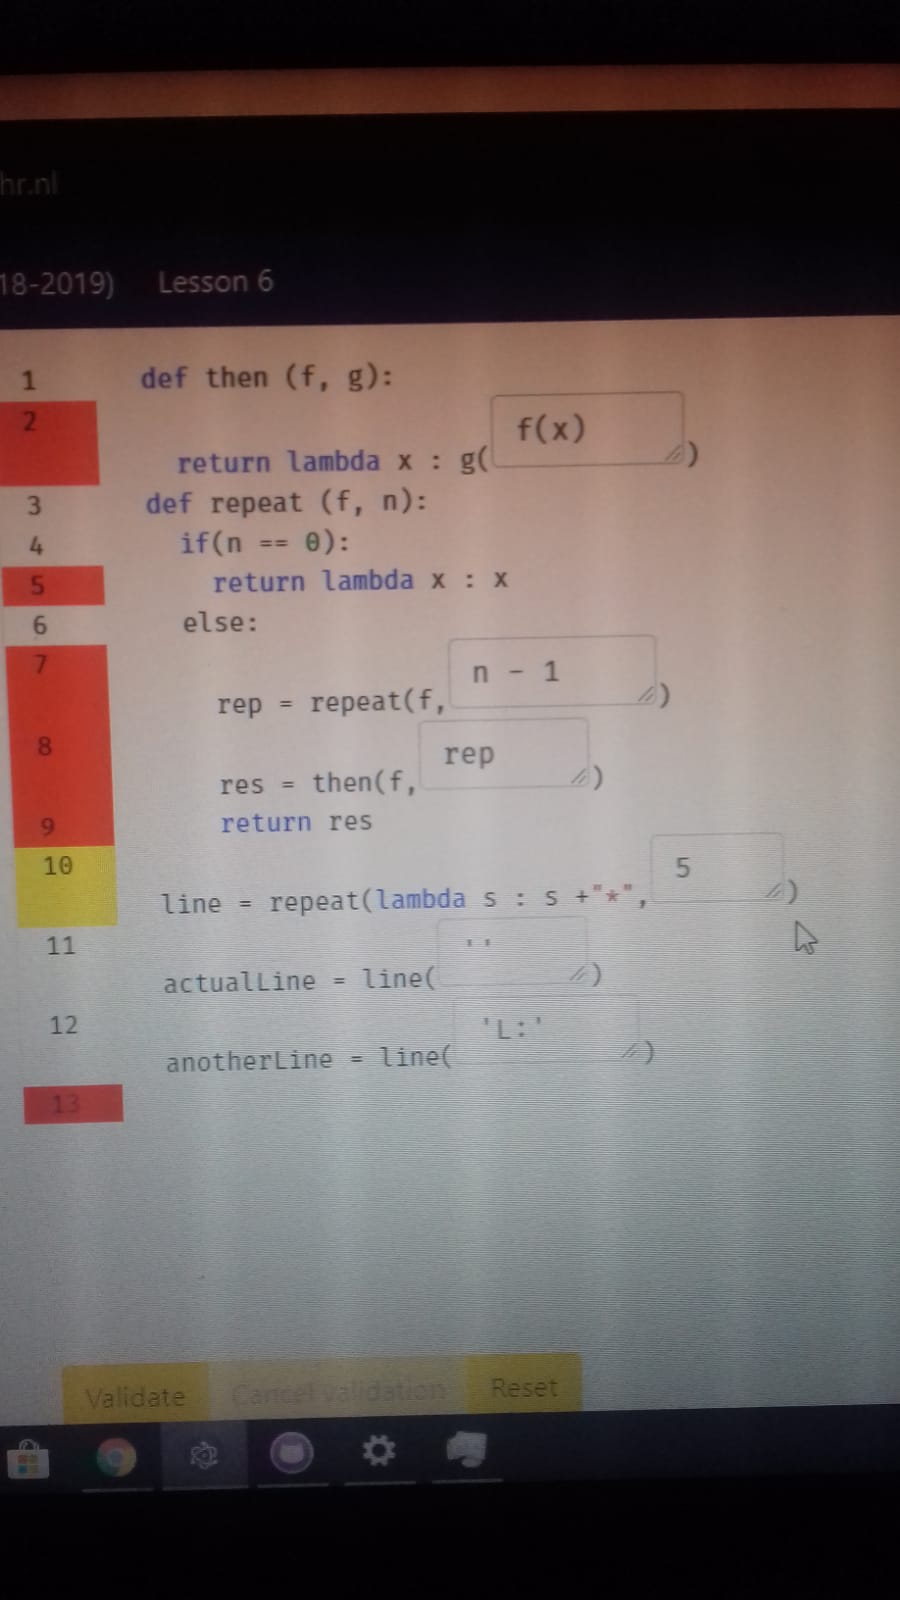 hr.nl
18-2019) Lesson 6
1 def then (f, g):
2 return lambda x : g( f(x) )
3 def repeat (f, n):
4 if(n == 0):
5 return lambda x : x
6 else:
7 rep = repeat(f, n - 1 )
8 res = then(f, rep )
9 return res
10 line = repeat(lambda s : s +"*", 5 )
11 actualLine = line( '' )
12 anotherLine = line( 'L:' )
13
Validate Cancel validation Reset